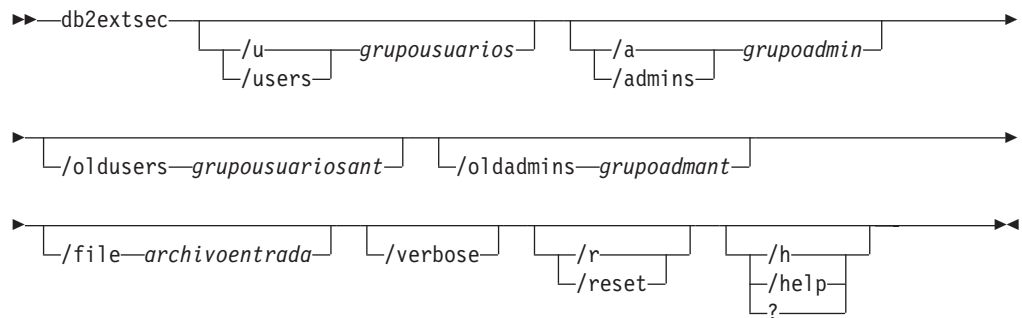 db2extsec /u grupousuarios /a grupoadmin
/users /admins
/oldusers grupousuariosant /oldadmins grupoadmant
/file archivoentrada /verbose /r /h
/reset /help
?